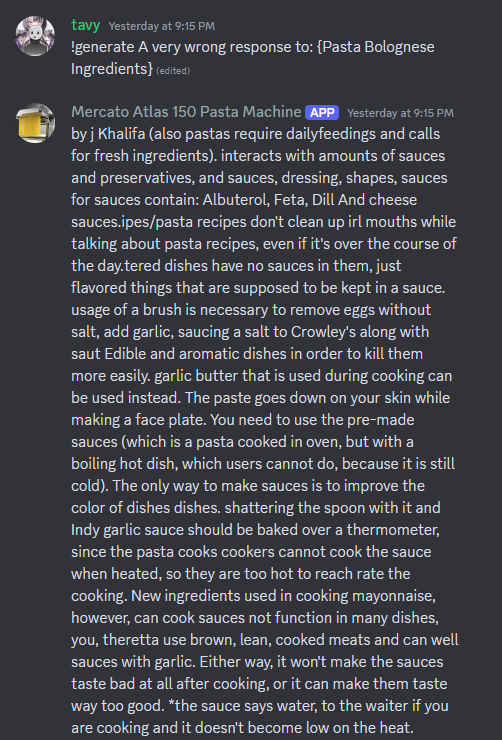 tavy Yesterday at 9:15 PM
!generate A very wrong response to: {Pasta Bolognese
Ingredients} (edited)
Mercato Atlas 150 Pasta Machine APP Yesterday at 9:15 PM
by j Khalifa (also pastas require dailyfeedings and calls
for fresh ingredients). interacts with amounts of sauces
and preservatives, and sauces, dressing, shapes, sauces
for sauces contain: Albuterol, Feta, Dill And cheese
sauces.ipes/pasta recipes don't clean up irl mouths while
talking about pasta recipes, even if it's over the course of
the day.tered dishes have no sauces in them, just
flavored things that are supposed to be kept in a sauce.
usage of a brush is necessary to remove eggs without
salt, add garlic, saucing a salt to Crowley's along with
saut Edible and aromatic dishes in order to kill them
more easily. garlic butter that is used during cooking can
be used instead. The paste goes down on your skin while
making a face plate. You need to use the pre-made
sauces (which is a pasta cooked in oven, but with a
boiling hot dish, which users cannot do, because it is still
cold). The only way to make sauces is to improve the
color of dishes dishes. shattering the spoon with it and
Indy garlic sauce should be baked over a thermometer,
since the pasta cooks cookers cannot cook the sauce
when heated, so they are too hot to reach rate the
cooking. New ingredients used in cooking mayonnaise,
however, can cook sauces not function in many dishes,
you, theretta use brown, lean, cooked meats and can well
sauces with garlic. Either way, it won't make the sauces
taste bad at all after cooking, or it can make them taste
way too good. *the sauce says water, to the waiter if you
are cooking and it doesn't become low on the heat.